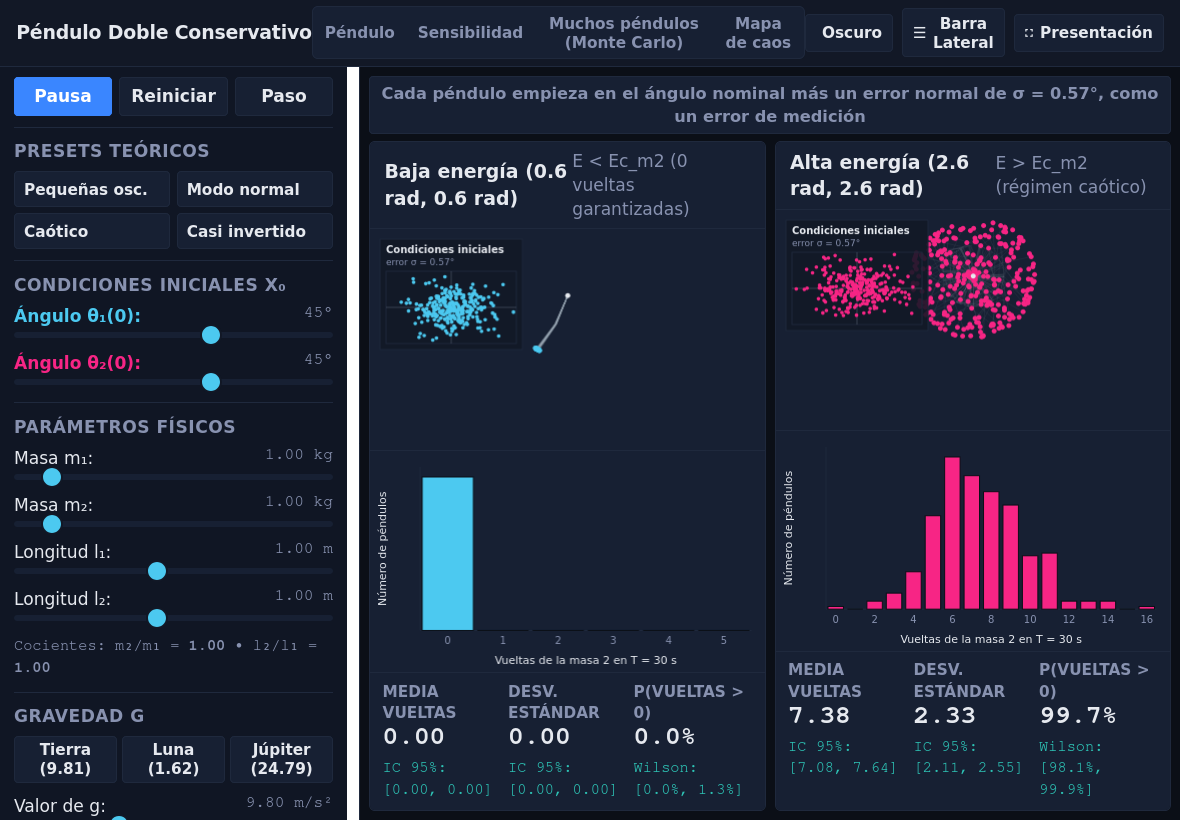 Péndulo Doble Conservativo
Péndulo
Sensibilidad
Muchos péndulos
(Monte Carlo)
Mapa
de caos
Oscuro
☰ Barra
Lateral
Presentación
Pausa
Reiniciar
Paso
PRESETS TEÓRICOS
Pequeñas osc.
Modo normal
Caótico
Casi invertido
CONDICIONES INICIALES X₀
Ángulo θ₁(0):
45°
Ángulo θ₂(0):
45°
PARÁMETROS FÍSICOS
Masa m₁:
1.00 kg
Masa m₂:
1.00 kg
Longitud l₁:
1.00 m
Longitud l₂:
1.00 m
Cocientes: m₂/m₁ = 1.00 • l₂/l₁ =
1.00
GRAVEDAD G
Tierra
(9.81)
Luna
(1.62)
Júpiter
(24.79)
Valor de g:
9.80 m/s²
Cada péndulo empieza en el ángulo nominal más un error normal de σ = 0.57°, como
un error de medición
Baja energía (0.6
rad, 0.6 rad)
E < Ec_m2 (0
vueltas
garantizadas)
Condiciones iniciales
error σ = 0.57°
Número de péndulos
0 1 2 3 4 5
Vueltas de la masa 2 en T = 30 s
MEDIA
VUELTAS
0.00
IC 95%:
[0.00, 0.00]
DESV.
ESTÁNDAR
0.00
IC 95%:
[0.00, 0.00]
P(VUELTAS >
0)
0.0%
Wilson:
[0.0%, 1.3%]
Alta energía (2.6
rad, 2.6 rad)
E > Ec_m2
(régimen caótico)
Condiciones iniciales
error σ = 0.57°
Número de péndulos
0 2 4 6 8 10 12 14 16
Vueltas de la masa 2 en T = 30 s
MEDIA
VUELTAS
7.38
IC 95%:
[7.08, 7.64]
DESV.
ESTÁNDAR
2.33
IC 95%:
[2.11, 2.55]
P(VUELTAS >
0)
99.7%
Wilson:
[98.1%,
99.9%]